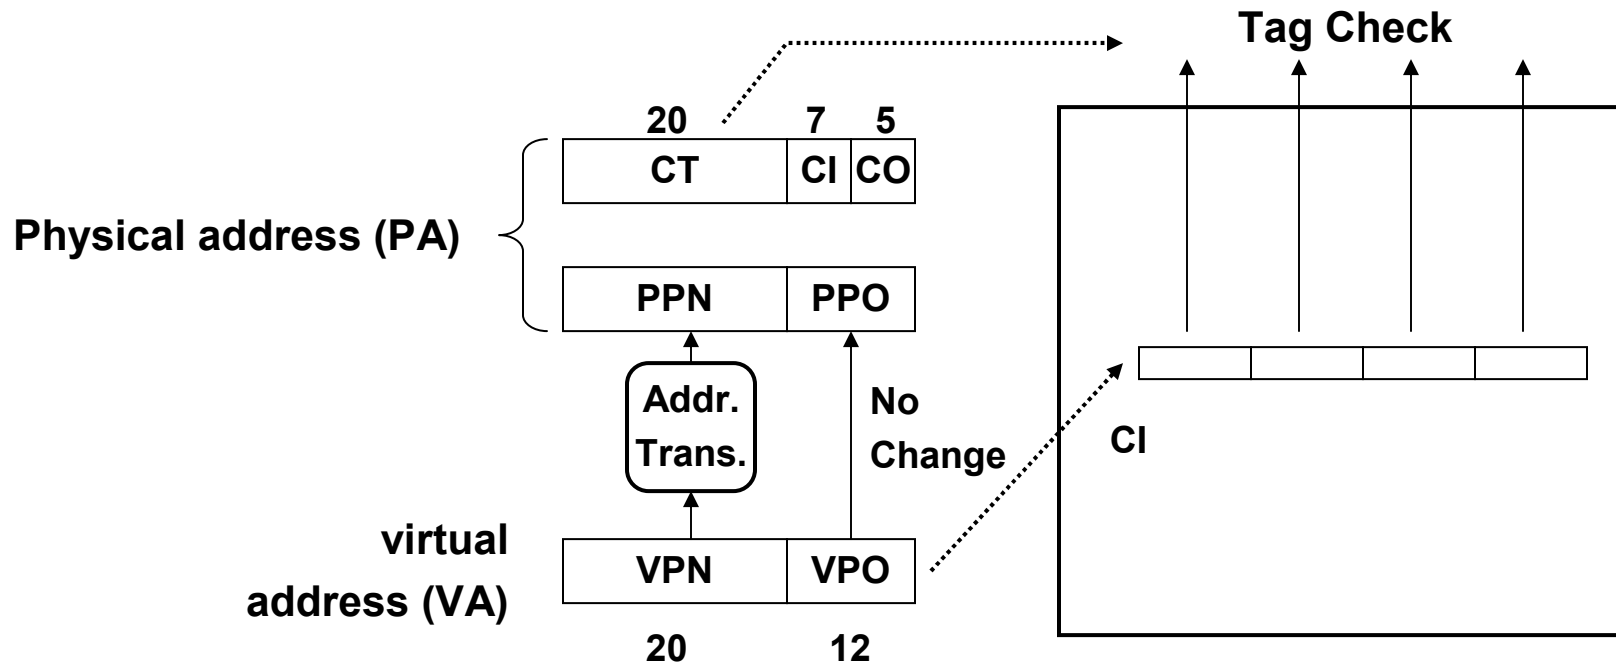 Tag Check
20 7 5
CT CI CO
Physical address (PA)
PPN PPO
Addr.
Trans.
No
Change
CI
virtual
address (VA)
VPN VPO
20 12